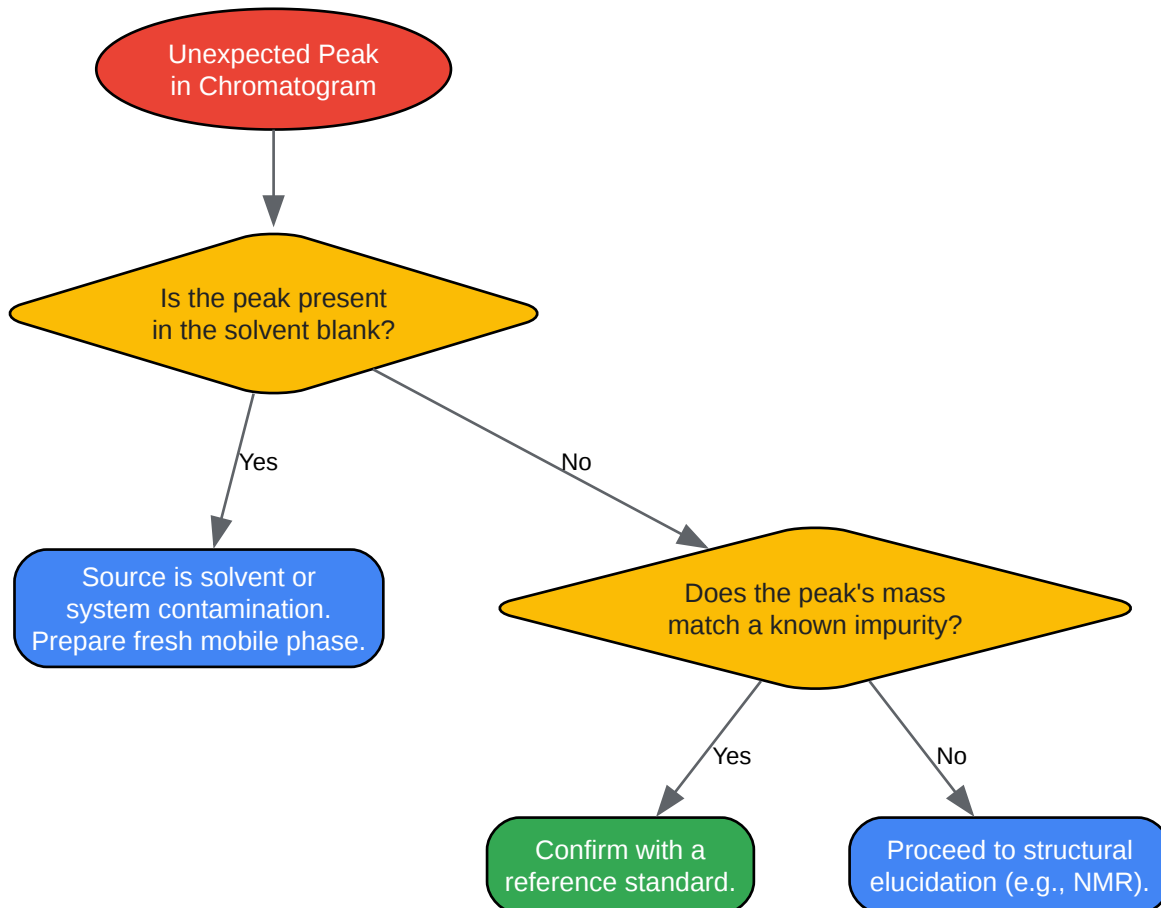 Unexpected Peak
in Chromatogram
Is the peak present
in the solvent blank?
Yes
No
Source is solvent or
system contamination.
Prepare fresh mobile phase.
Does the peak's mass
match a known impurity?
Yes
No
Confirm with a
reference standard.
Proceed to structural
elucidation (e.g., NMR).